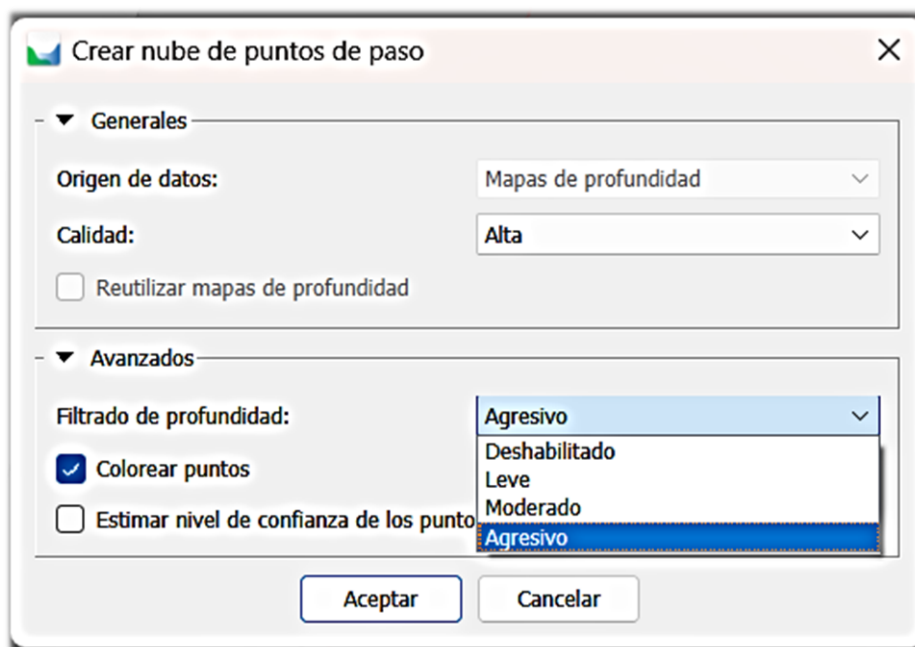 Crear nube de puntos de paso
Generales
Origen de datos: Mapas de profundidad
Calidad: Alta
Reutilizar mapas de profundidad
Avanzados
Filtrado de profundidad: Agresivo
Deshabilitado
Colorear puntos
Leve
Moderado
Estimar nivel de confianza de los punto
Agresivo
Aceptar Cancelar